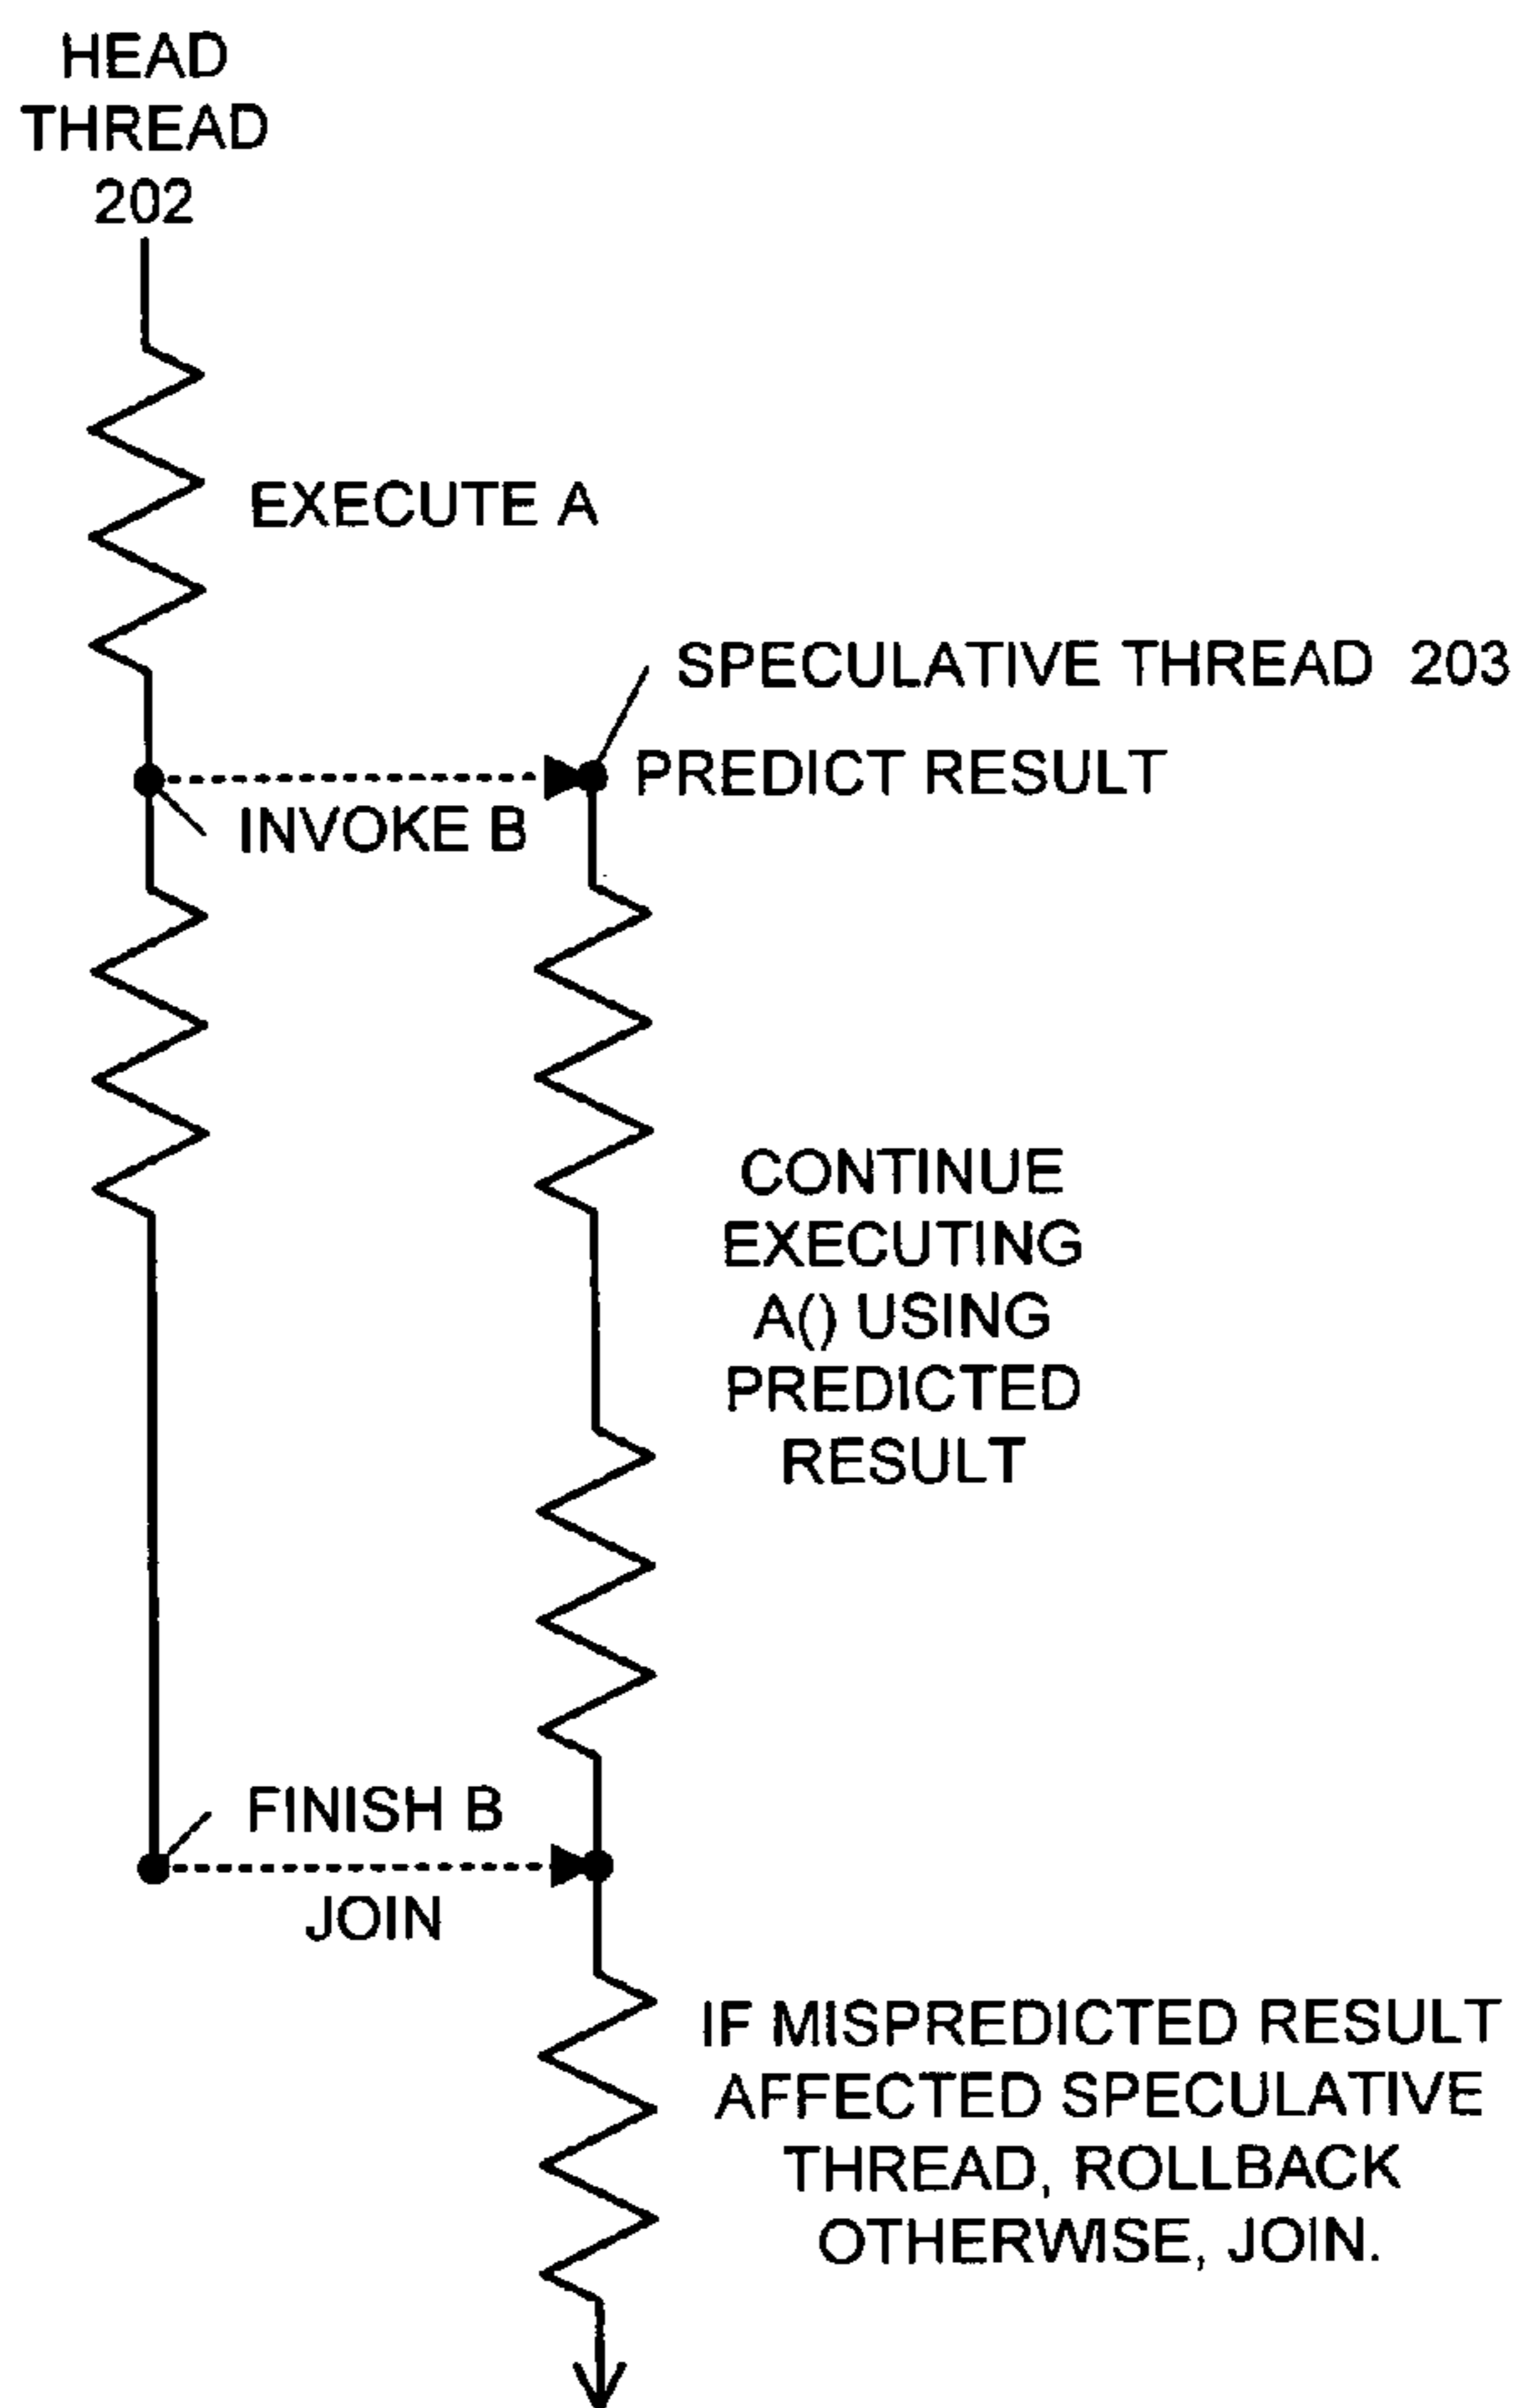 HEAD
THREAD
202
EXECUTE A
SPECULATIVE THREAD 203
PREDICT RESULT
INVOKE B
CONTINUE
EXECUTING
A() USING
PREDICTED
RESULT
FINISH B
JOIN
IF MISPREDICTED RESULT
AFFECTED SPECULATIVE
THREAD, ROLLBACK
OTHERWISE, JOIN.